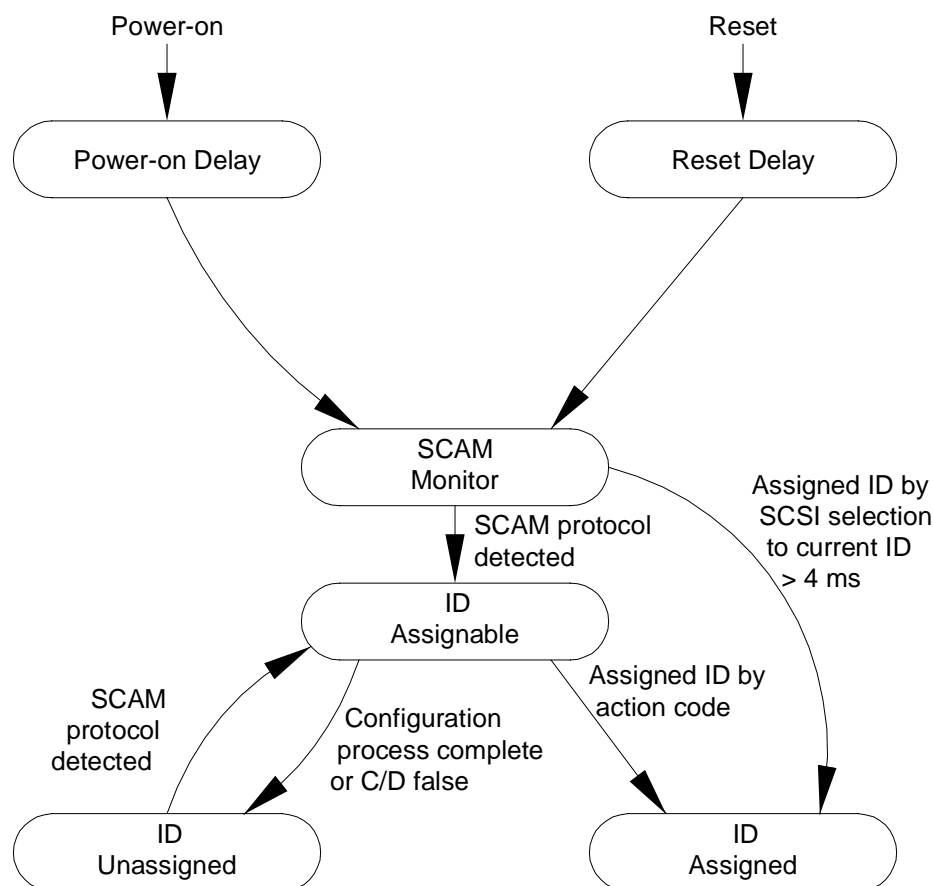 Power-on
Reset
Power-on Delay
Reset Delay
SCAM
Monitor
Assigned ID by
SCSI selection
to current ID
> 4 ms
SCAM protocol
detected
ID
Assignable
SCAM
protocol
detected
Configuration
process complete
or C/D false
Assigned ID by
action code
ID
Unassigned
ID
Assigned